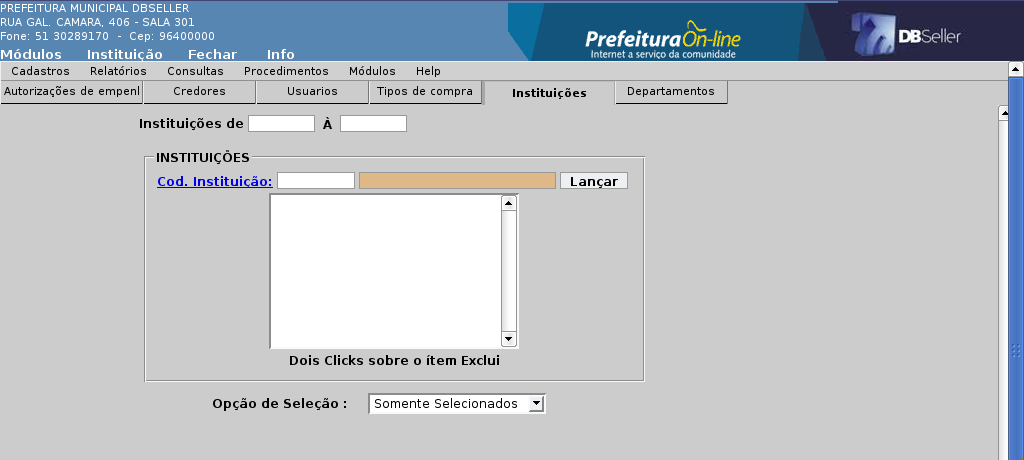 PREFEITURA MUNICIPAL DBSELLER
RUA GAL. CAMARA, 406 - SALA 301
Fone: 51 30289170 - Cep: 96400000
PrefeituraOn-line
Internet a serviço da comunidade
DBSeller
Módulos Instituição Fechar Info
Cadastros Relatórios Consultas Procedimentos Módulos Help
Autorizações de empenl Credores Usuarios Tipos de compra Instituições Departamentos
Instituições de À
INSTITUIÇÕES
Cod. Instituição: Lançar
Dois Clicks sobre o ítem Exclui
Opção de Seleção : Somente Selecionados